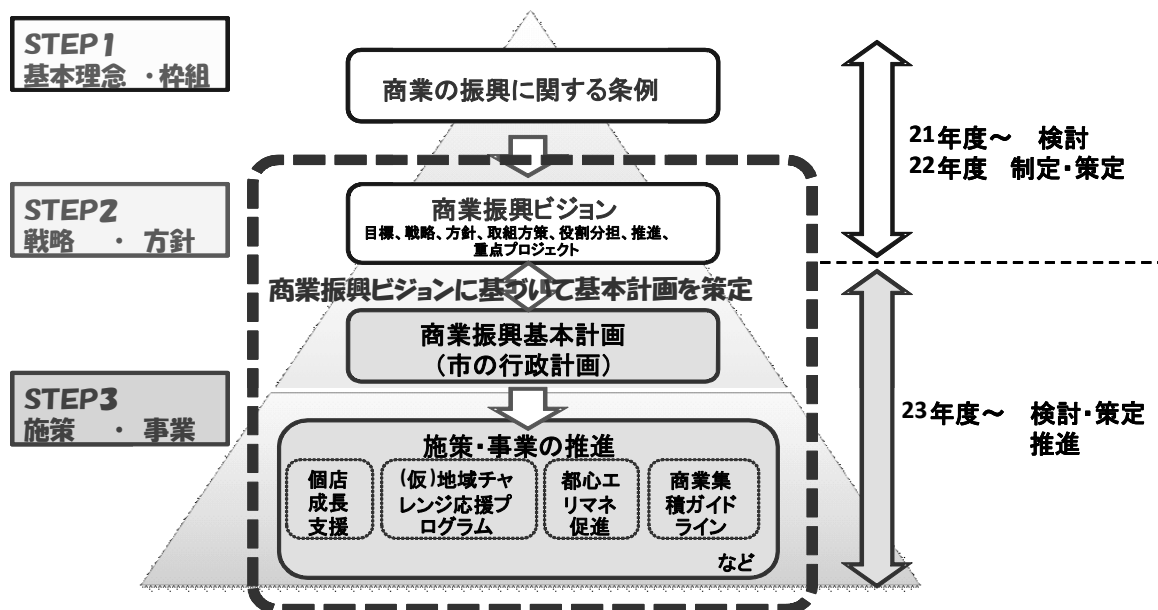 STEP1
基本理念 ・枠組
商業の振興に関する条例
21年度～ 検討
22年度 制定・策定
STEP2
戦略 ・ 方針
商業振興ビジョン
目標、戦略、方針、取組方策、役割分担、推進、
重点プロジェクト
商業振興ビジョンに基づいて基本計画を策定
商業振興基本計画
（市の行政計画）
STEP3
施策 ・ 事業
23年度～ 検討・策定
推進
施策・事業の推進
個店
成長
支援
(仮)地域チャ
レンジ応援プ
ログラム
都心エ
リマネ
促進
商業集
積ガイド
ライン
など